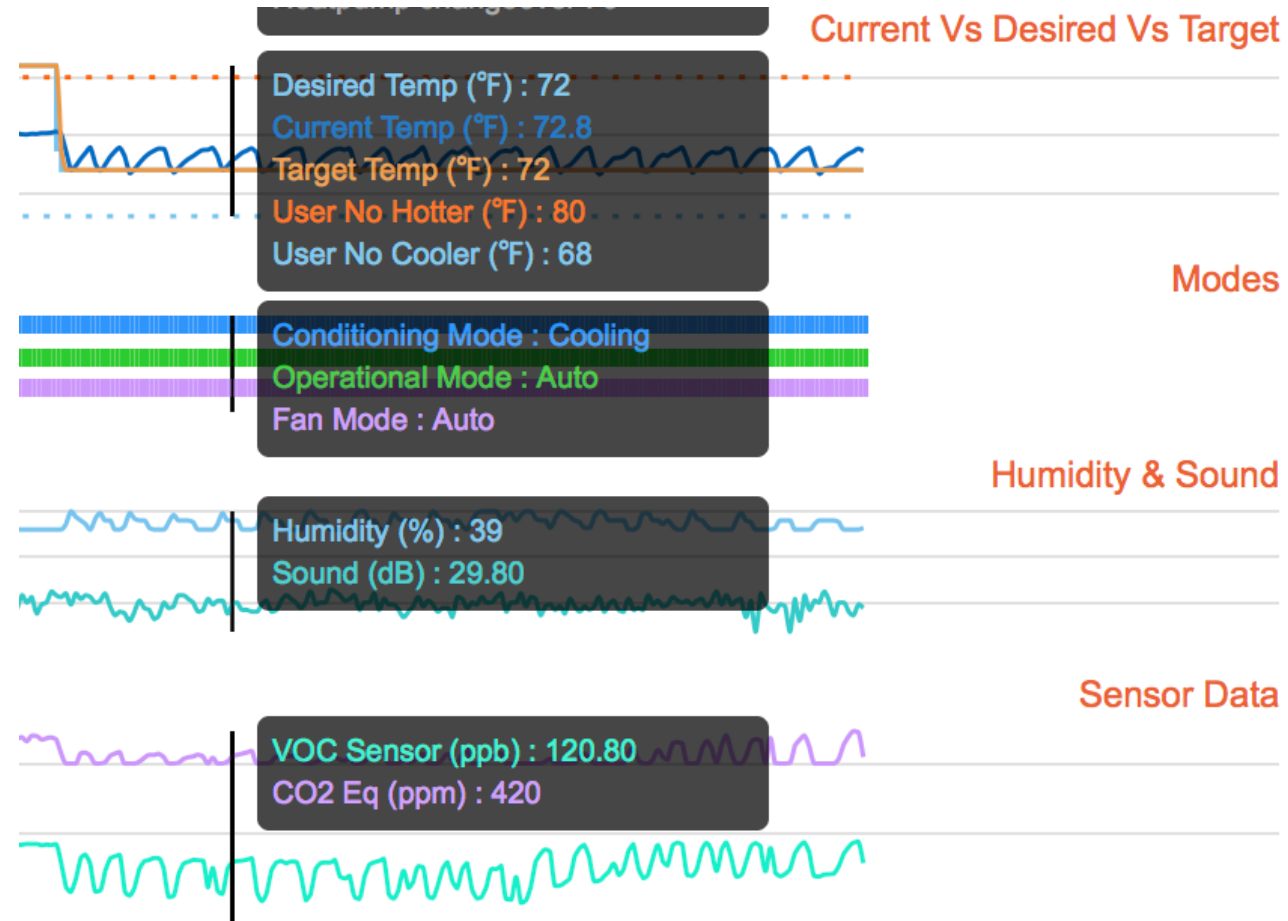 Current Vs Desired Vs Target
Desired Temp (°F) : 72
Current Temp (°F) : 72.8
Target Temp (°F) : 72
User No Hotter (°F) : 80
User No Cooler (°F) : 68
Modes
Conditioning Mode : Cooling
Operational Mode : Auto
Fan Mode : Auto
Humidity & Sound
Humidity (%) : 39
Sound (dB) : 29.80
Sensor Data
VOC Sensor (ppb) : 120.80
CO2 Eq (ppm) : 420